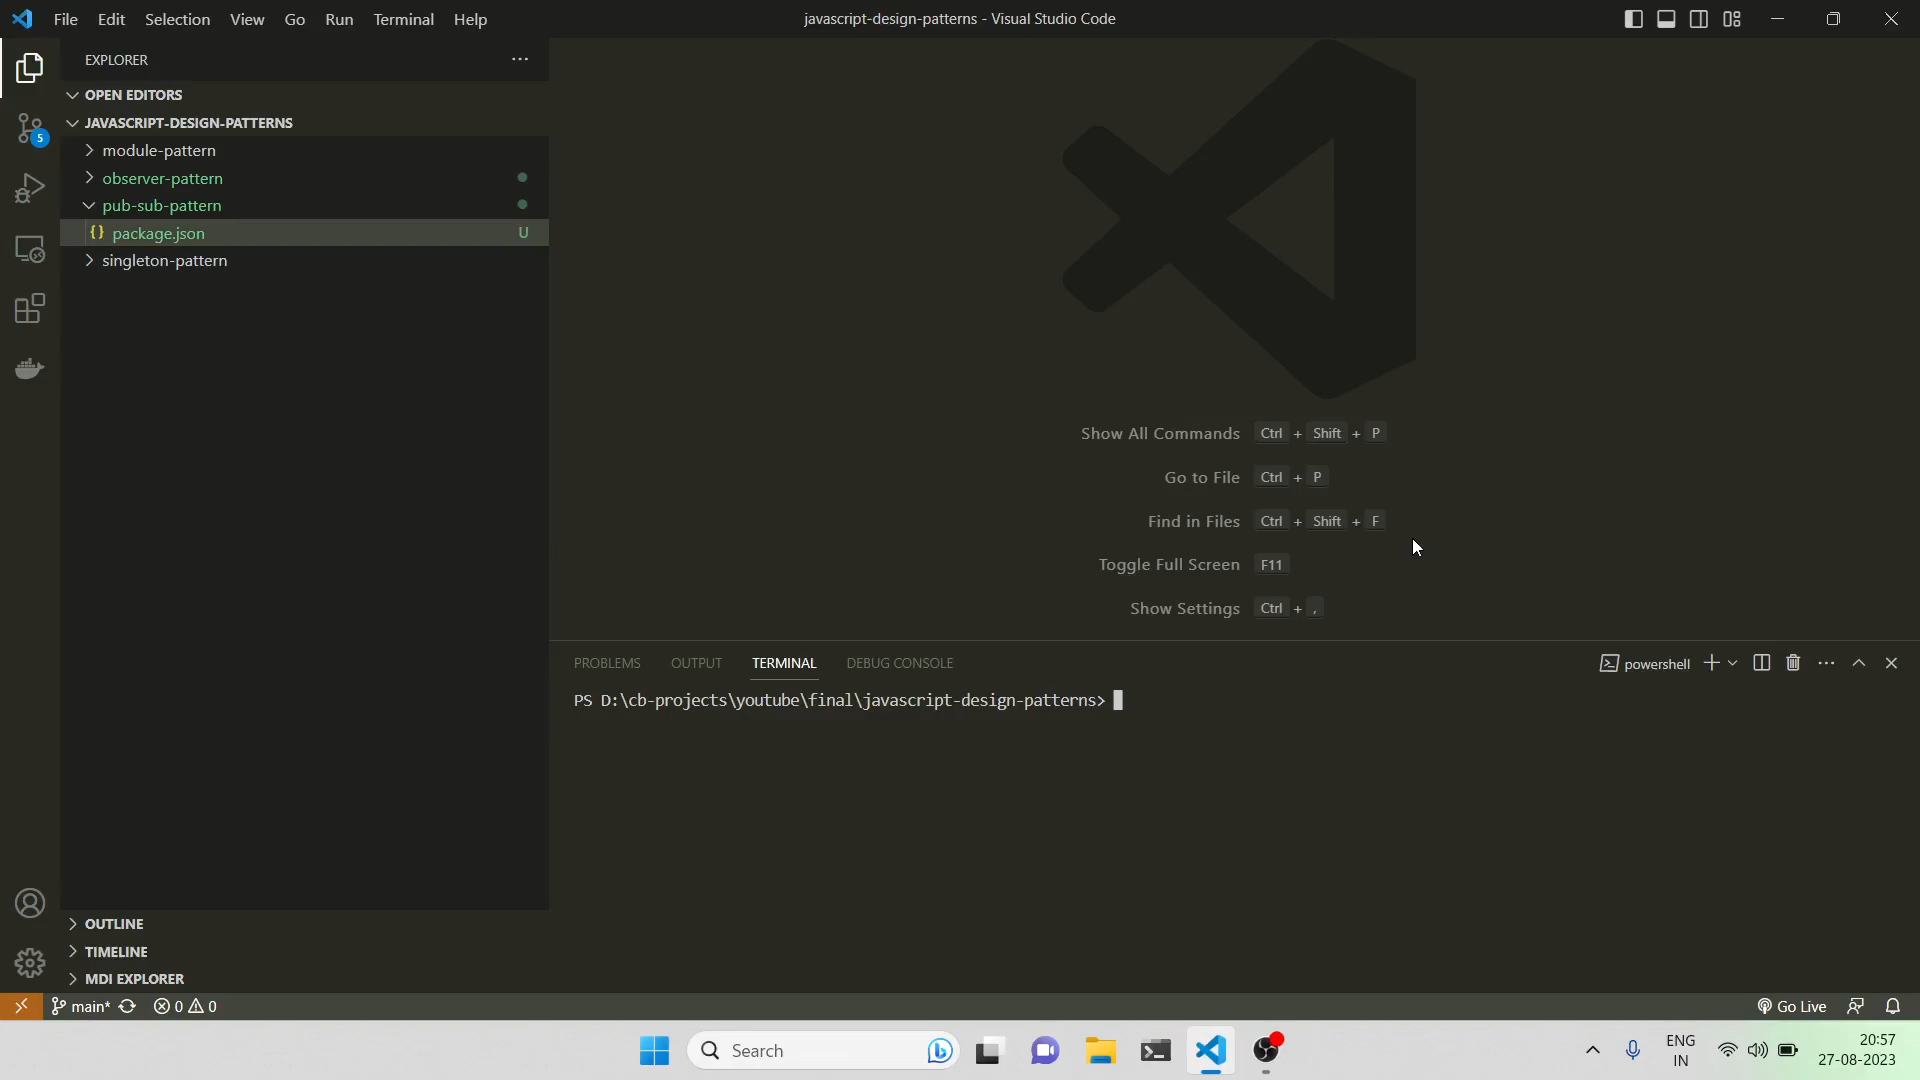 File Edit Selection View Go Run Terminal Help
javascript-design-patterns - Visual Studio Code
EXPLORER
OPEN EDITORS
JAVASCRIPT-DESIGN-PATTERNS
module-pattern
observer-pattern
pub-sub-pattern
{} package.json U
singleton-pattern
5
OUTLINE
TIMELINE
MDI EXPLORER
Show All Commands Ctrl + Shift + P
Go to File Ctrl + P
Find in Files Ctrl + Shift + F
Toggle Full Screen F11
Show Settings Ctrl + ,
PROBLEMS OUTPUT TERMINAL DEBUG CONSOLE
powershell
PS D:\cb-projects\youtube\final\javascript-design-patterns>
main* 0 0
Go Live
Search
ENG
IN
20:57
27-08-2023